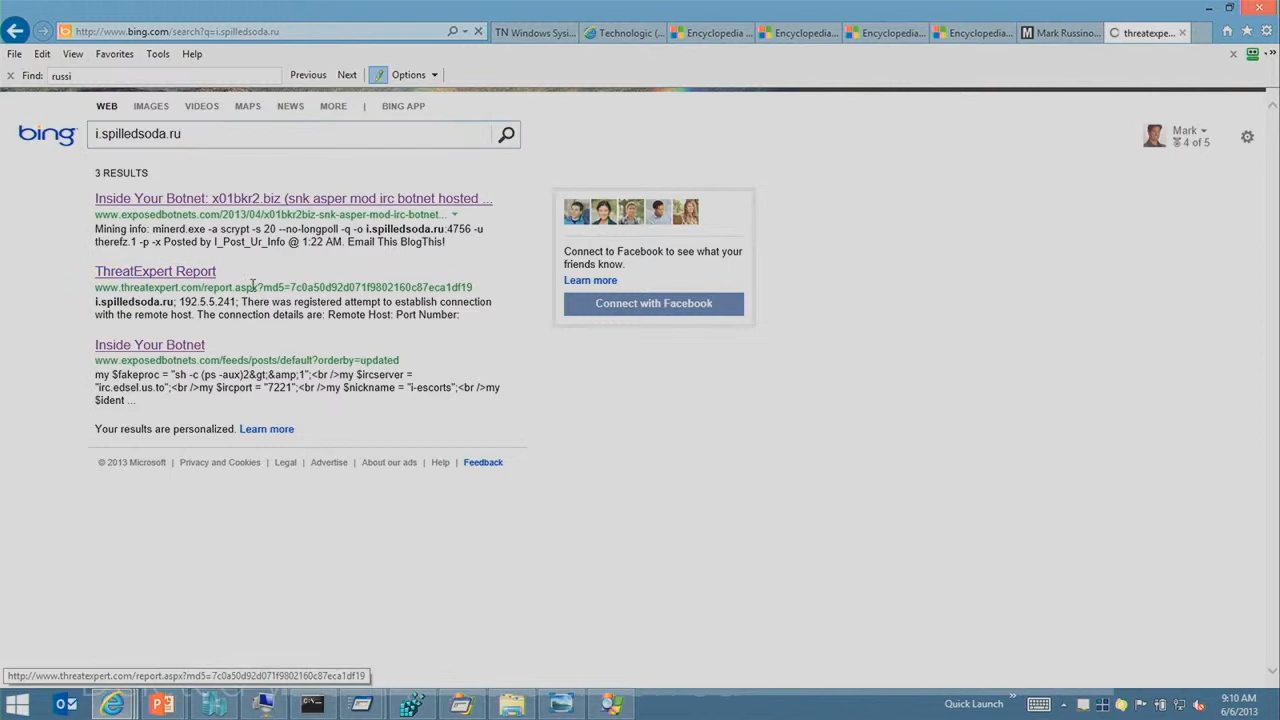 http://www.bing.com/search?q=i.spilledsoda.ru
TN Windows Sysi...
Technologic (...
Encyclopedia ...
Encyclopedia...
Encyclopedia...
Encyclopedia...
M Mark Russino...
threatexpe...
File Edit View Favorites Tools Help
Find: russi Previous Next Options
WEB IMAGES VIDEOS MAPS NEWS MORE | BING APP
bing i.spilledsoda.ru
Mark
4 of 5
3 RESULTS
Inside Your Botnet: x01bkr2.biz (snk asper mod irc botnet hosted ...
www.exposedbotnets.com/2013/04/x01bkr2biz-snk-asper-mod-irc-botnet...
Mining info: minerd.exe -a scrypt -s 20 --no-longpoll -q -o i.spilledsoda.ru:4756 -u
therefz.1 -p -x Posted by I_Post_Ur_Info @ 1:22 AM. Email This BlogThis!
ThreatExpert Report
www.threatexpert.com/report.aspx?md5=7c0a50d92d071f9802160c87eca1df19
i.spilledsoda.ru; 192.5.5.241; There was registered attempt to establish connection
with the remote host. The connection details are: Remote Host: Port Number:
Inside Your Botnet
www.exposedbotnets.com/feeds/posts/default?orderby=updated
my $fakeproc = "sh -c (ps -aux)2&gt;&amp;1";<br />my $ircserver =
"irc.edsel.us.to";<br />my $ircport = "7221";<br />my $nickname = "i-escorts";<br />my
$ident ...
Your results are personalized. Learn more
Connect to Facebook to see what your
friends know.
Learn more
Connect with Facebook
© 2013 Microsoft | Privacy and Cookies | Legal | Advertise | About our ads | Help | Feedback
http://www.threatexpert.com/report.aspx?md5=7c0a50d92d071f9802160c87eca1df19
Quick Launch
9:10 AM
6/6/2013